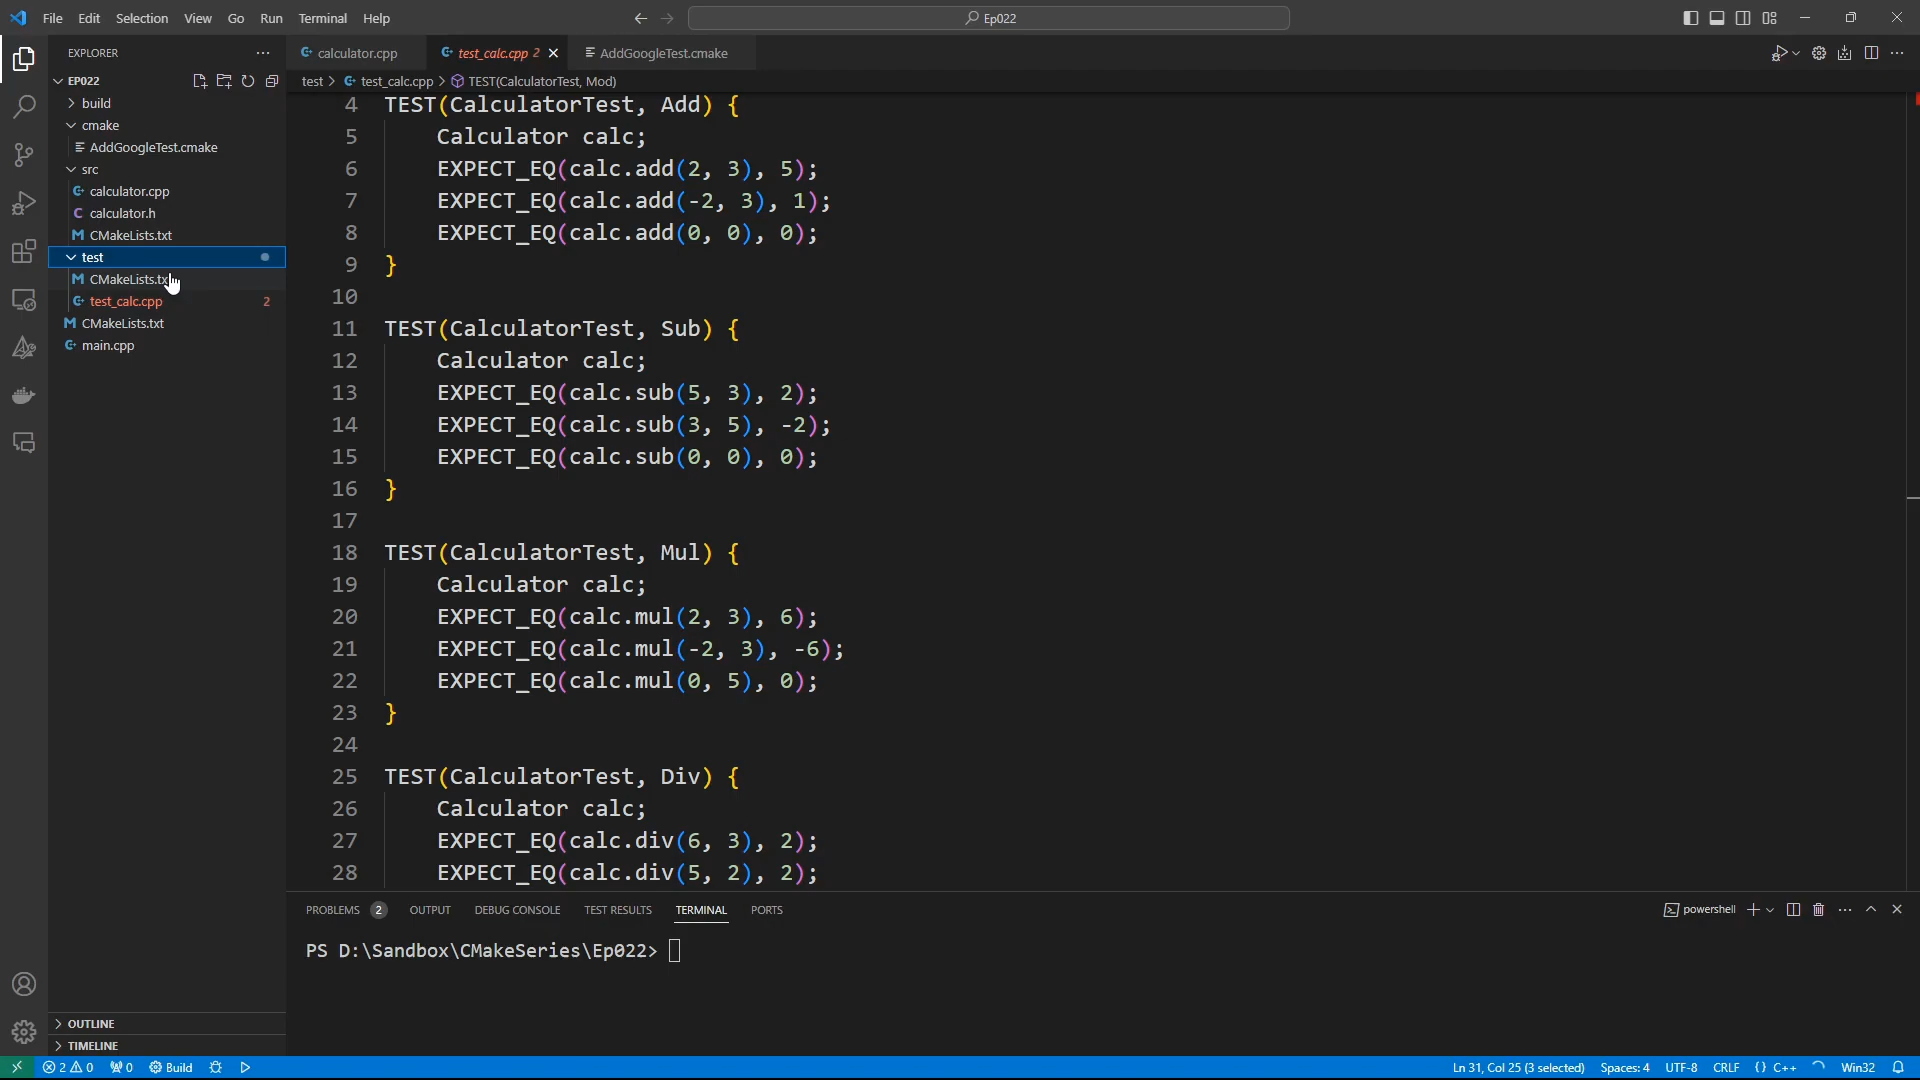 File Edit Selection View Go Run Terminal Help
Ep022
EXPLORER
calculator.cpp
test_calc.cpp 2
AddGoogleTest.cmake
EP022
test > test_calc.cpp > TEST(CalculatorTest, Mod)
build
cmake
AddGoogleTest.cmake
src
calculator.cpp
calculator.h
CMakeLists.txt
test
CMakeLists.tx
test_calc.cpp 2
CMakeLists.txt
main.cpp
4 TEST(CalculatorTest, Add) {
5 Calculator calc;
6 EXPECT_EQ(calc.add(2, 3), 5);
7 EXPECT_EQ(calc.add(-2, 3), 1);
8 EXPECT_EQ(calc.add(0, 0), 0);
9 }
10
11 TEST(CalculatorTest, Sub) {
12 Calculator calc;
13 EXPECT_EQ(calc.sub(5, 3), 2);
14 EXPECT_EQ(calc.sub(3, 5), -2);
15 EXPECT_EQ(calc.sub(0, 0), 0);
16 }
17
18 TEST(CalculatorTest, Mul) {
19 Calculator calc;
20 EXPECT_EQ(calc.mul(2, 3), 6);
21 EXPECT_EQ(calc.mul(-2, 3), -6);
22 EXPECT_EQ(calc.mul(0, 5), 0);
23 }
24
25 TEST(CalculatorTest, Div) {
26 Calculator calc;
27 EXPECT_EQ(calc.div(6, 3), 2);
28 EXPECT_EQ(calc.div(5, 2), 2);
PROBLEMS 2 OUTPUT DEBUG CONSOLE TEST RESULTS TERMINAL PORTS
powershell
PS D:\Sandbox\CMakeSeries\Ep022>
OUTLINE
TIMELINE
2 0 0 Build
Ln 31, Col 25 (3 selected) Spaces: 4 UTF-8 CRLF {} C++ Win32